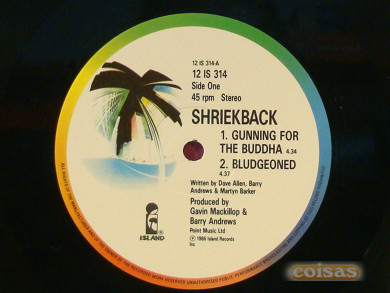 12 IS 314-A
12 IS 314
Side One
45 rpm Stereo
SHRIEKBACK
1. GUNNING FOR
THE BUDDHA 4.34
2. BLUDGEONED
4.37
Written by Dave Allen, Barry
Andrews & Martyn Barker
Produced by
Gavin Mackillop &
Barry Andrews
Point Music Ltd
℗ 1986 Island Records
Inc
ISLAND
coisas